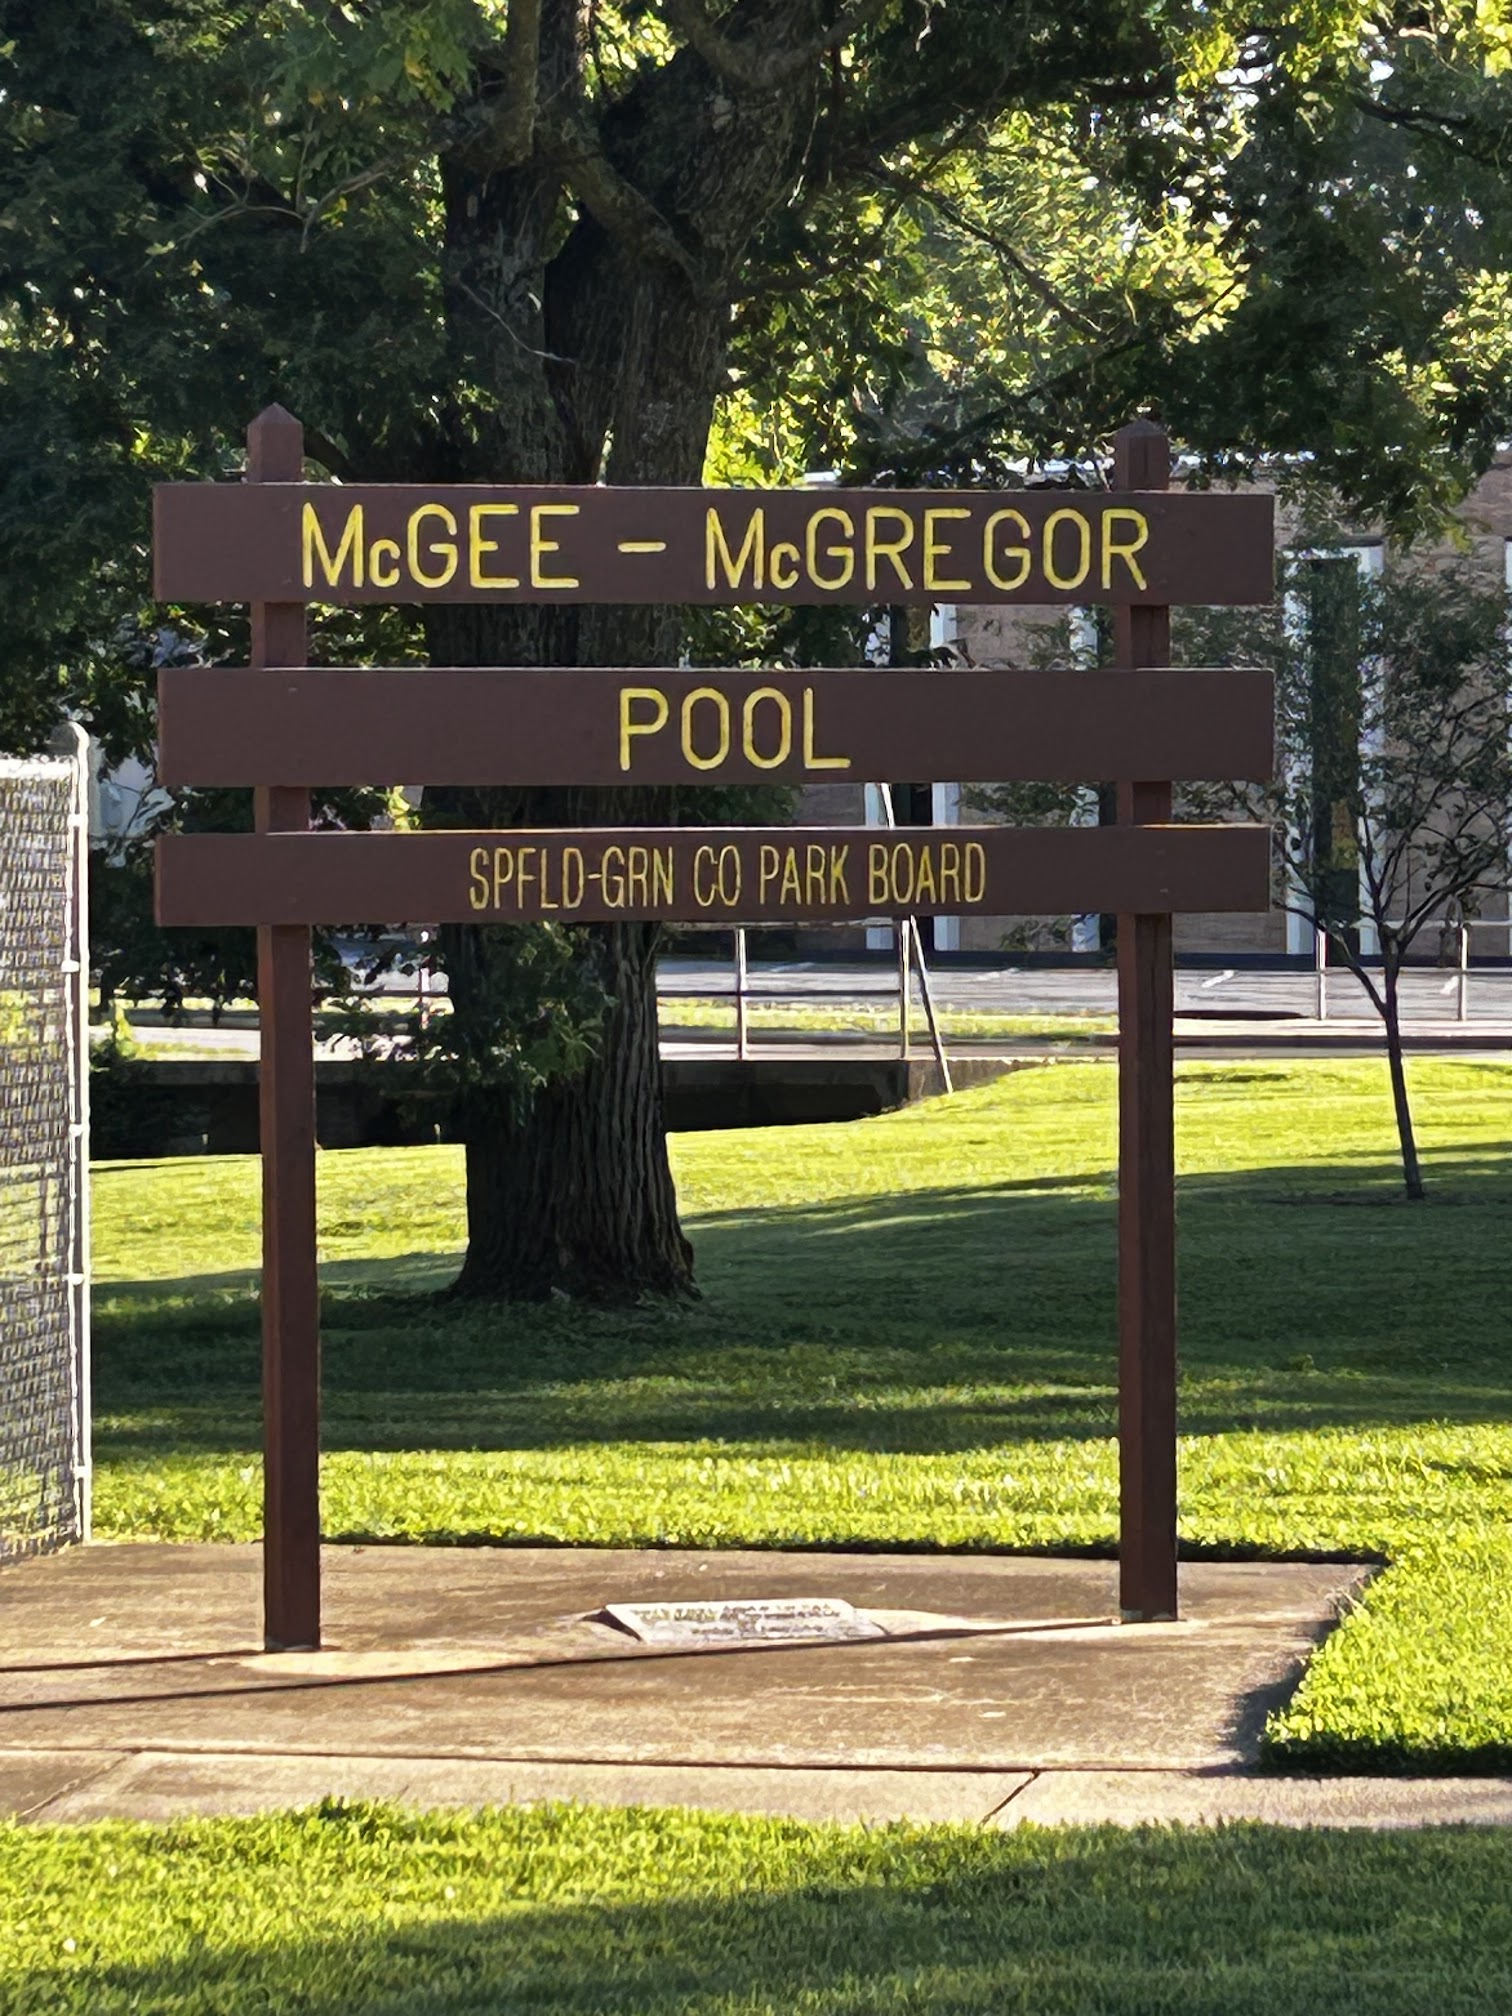 McGEE - McGREGOR
POOL
SPFLD-GRN CO PARK BOARD